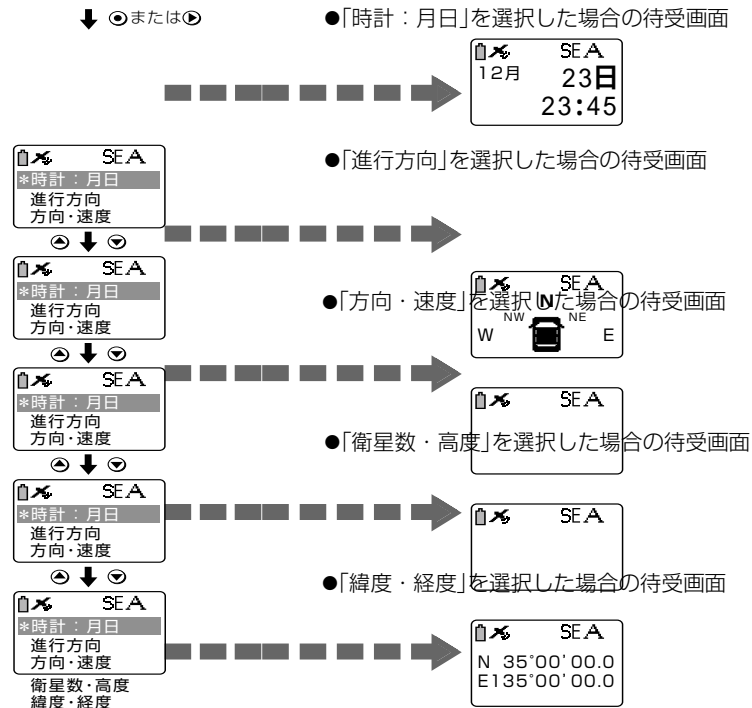 または
●「時計：月日」を選択した場合の待受画面
SEA
12月 23日
23:45
SEA
*時計：月日
進行方向
方向・速度
●「進行方向」を選択した場合の待受画面
SEA
N
NW NE
W E
SEA
*時計：月日
進行方向
方向・速度
●「方向・速度」を選択した場合の待受画面
SEA
SEA
*時計：月日
進行方向
方向・速度
●「衛星数・高度」を選択した場合の待受画面
SEA
SEA
*時計：月日
進行方向
方向・速度
●「緯度・経度」を選択した場合の待受画面
SEA
N 35°00'00.0
E135°00'00.0
SEA
*時計：月日
進行方向
方向・速度
衛星数・高度
緯度・経度